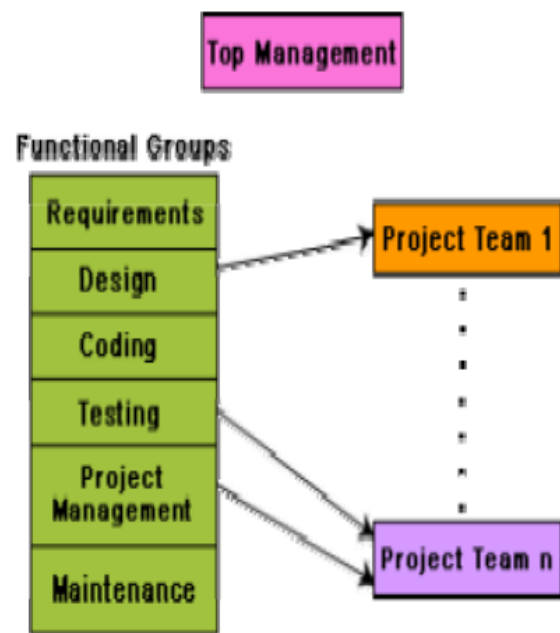 Top Management
Functional Groups
Requirements
Design
Coding
Testing
Project
Management
Maintenance
Project Team 1
Project Team n